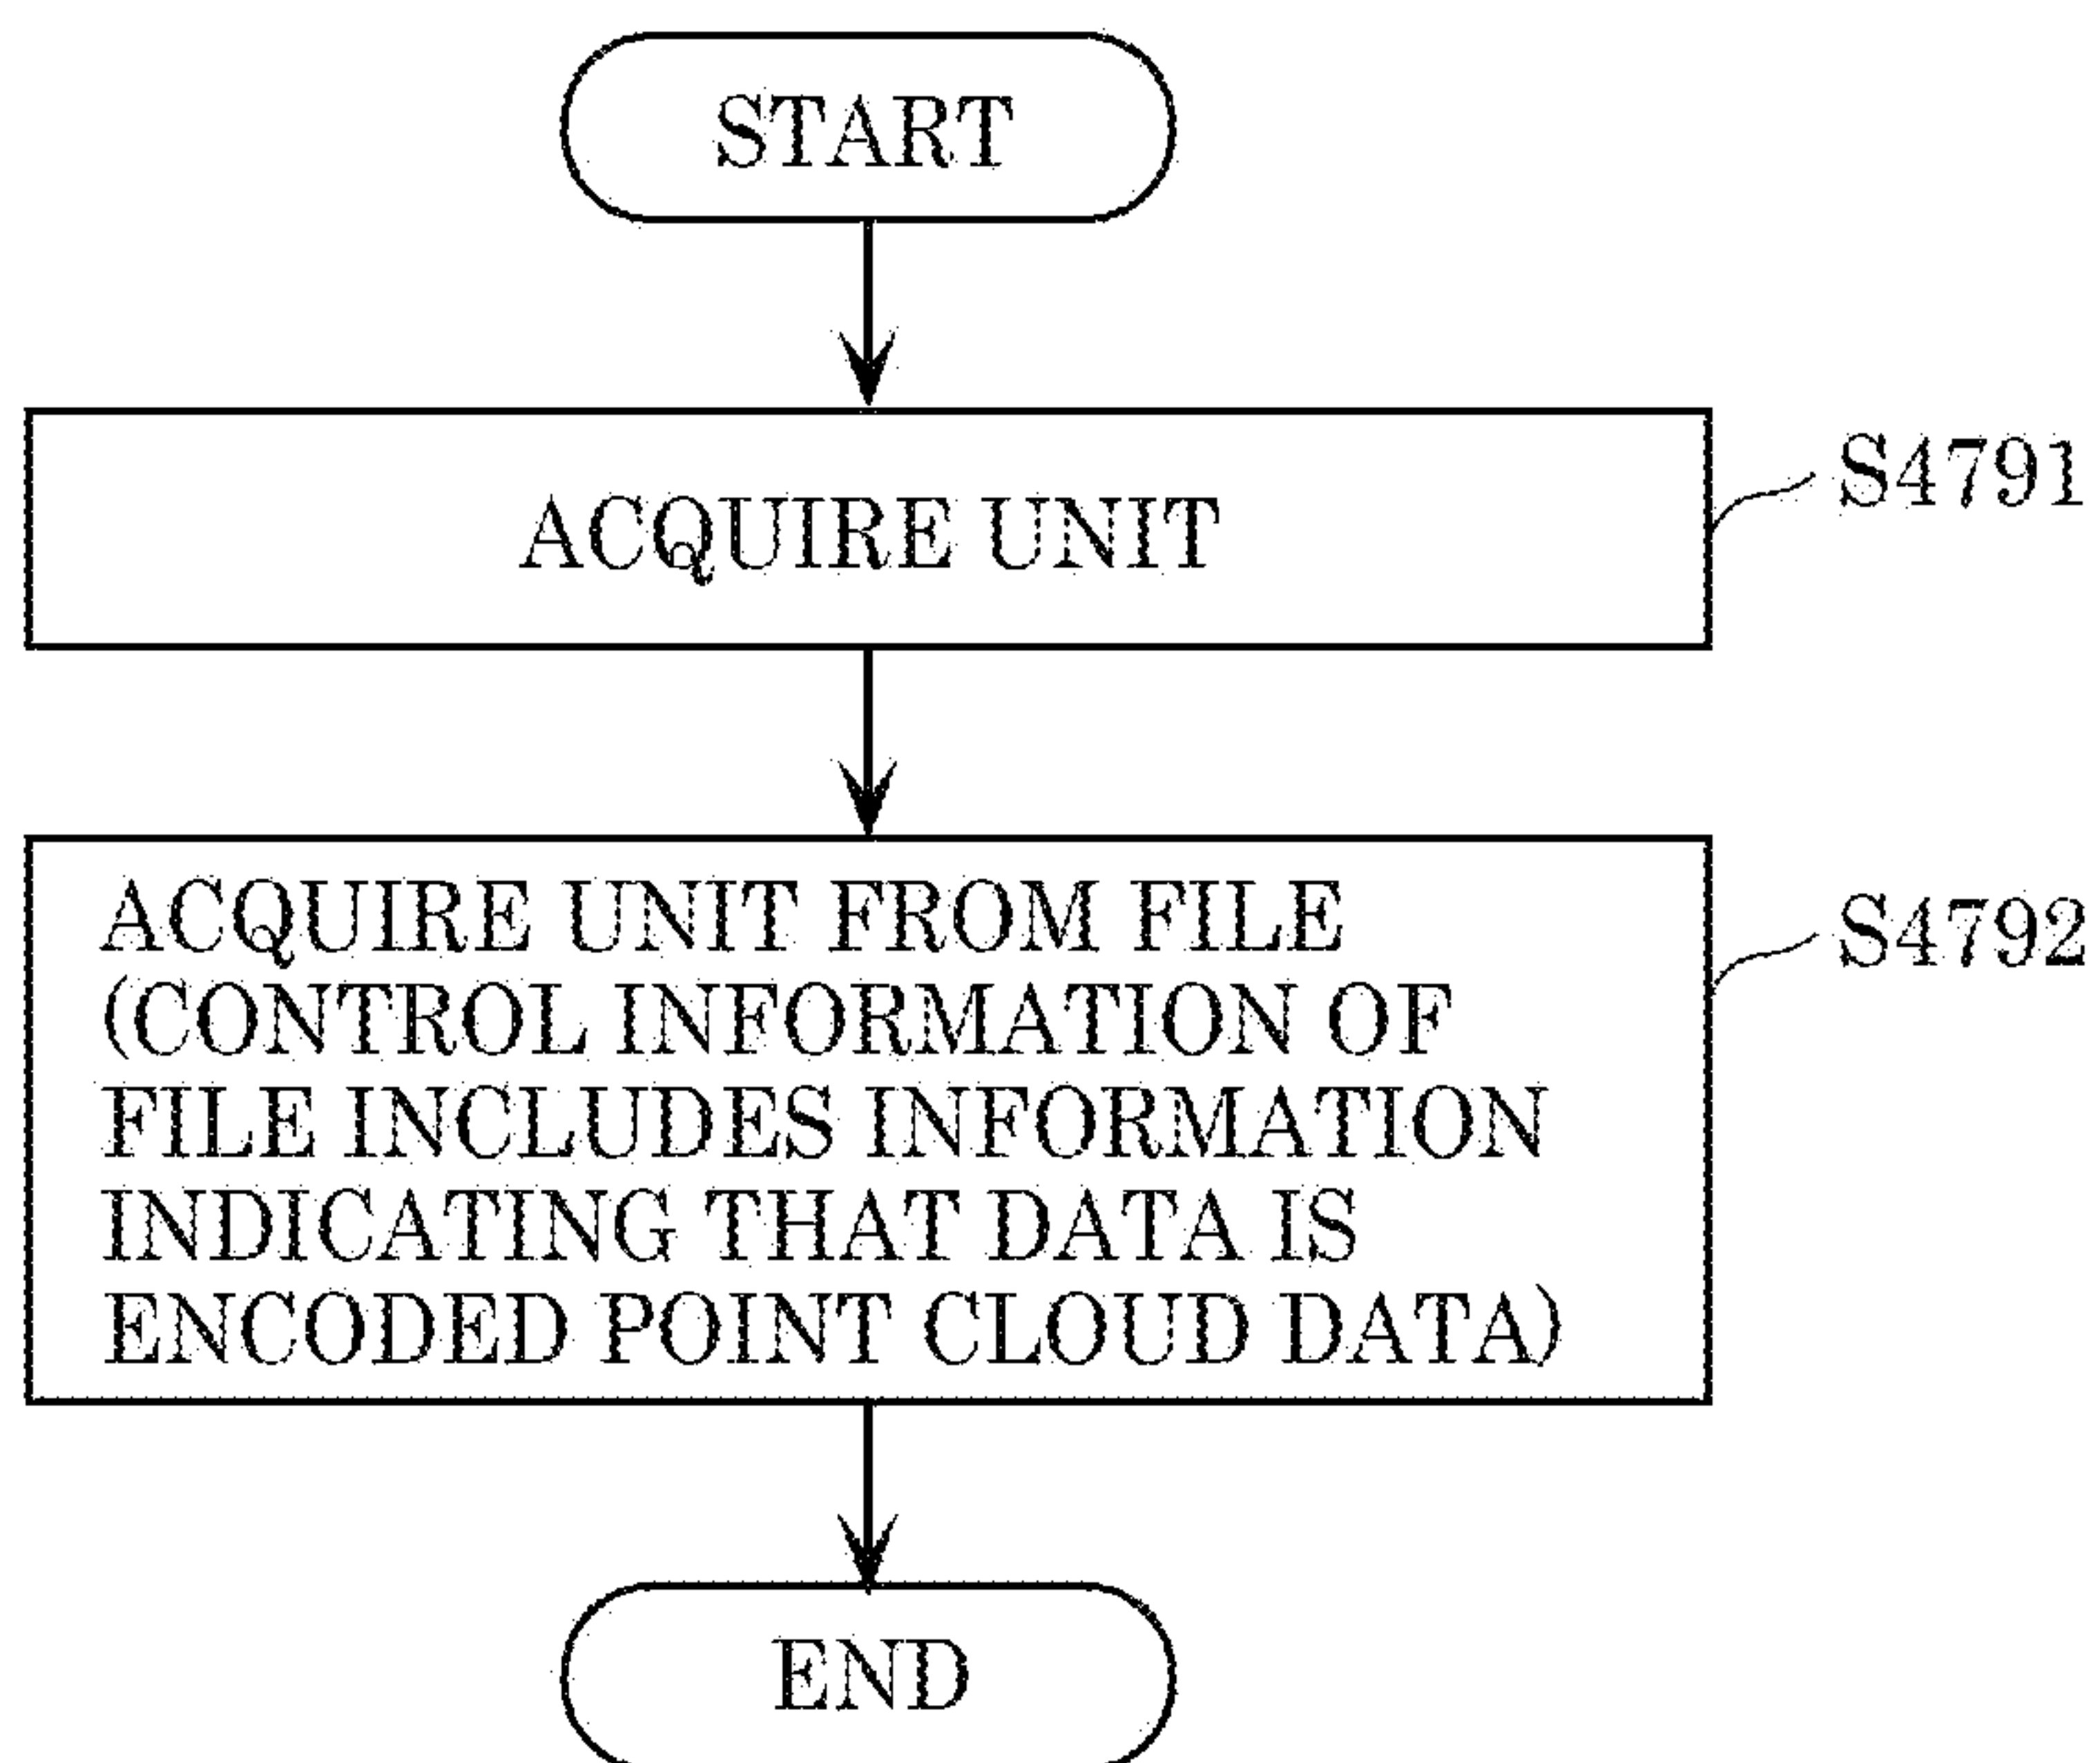 START
ACQUIRE UNIT
S4791
ACQUIRE UNIT FROM FILE
(CONTROL INFORMATION OF
FILE INCLUDES INFORMATION
INDICATING THAT DATA IS
ENCODED POINT CLOUD DATA)
S4792
END